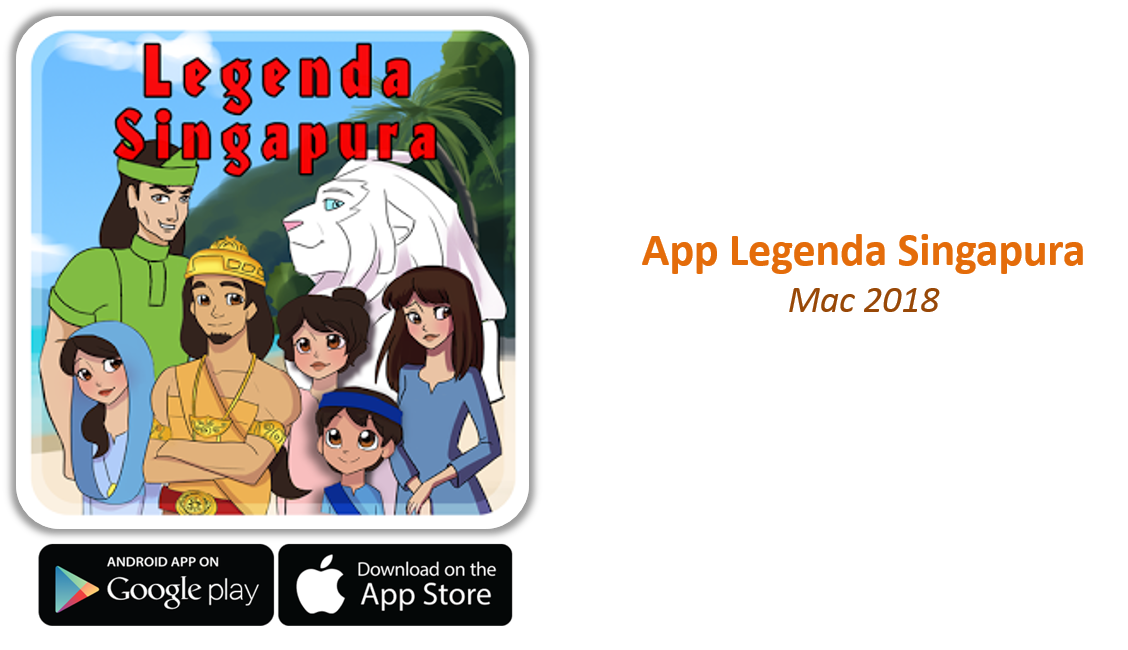 Legenda
Singapura
App Legenda Singapura
Mac 2018
ANDROID APP ON
Google play
Download on the
App Store